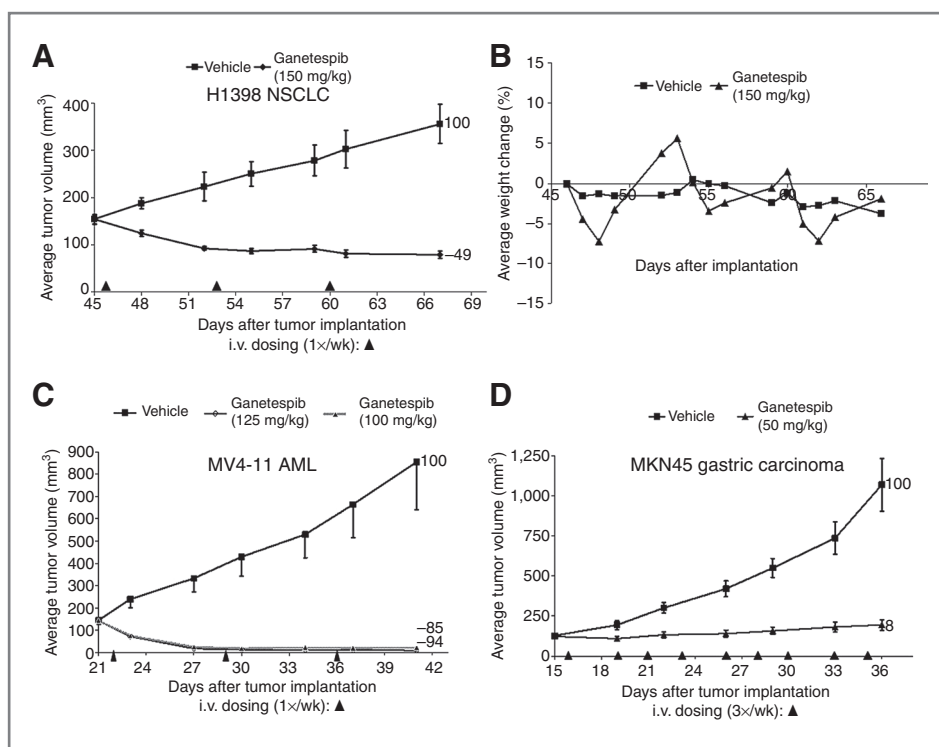 A
Vehicle Ganetespib
(150 mg/kg)
H1398 NSCLC
Average tumor volume (mm³)
400
300
200
100
0
100
−49
45 48 51 54 57 60 63 66 69
Days after tumor implantation
i.v. dosing (1×/wk): ▲
B
Vehicle Ganetespib
(150 mg/kg)
Average weight change (%)
15
10
5
0
−5
−10
−15
45 50 55 60 65
Days after implantation
C
Vehicle Ganetespib Ganetespib
(125 mg/kg) (100 mg/kg)
MV4-11 AML
Average tumor volume (mm³)
900
800
700
600
500
400
300
200
100
0
100
−85
−94
21 24 27 30 33 36 39 42
Days after tumor implantation
i.v. dosing (1×/wk): ▲
D
Vehicle Ganetespib
(50 mg/kg)
MKN45 gastric carcinoma
Average tumor volume (mm³)
1,250
1,000
750
500
250
0
100
8
15 18 21 24 27 30 33 36
Days after tumor implantation
i.v. dosing (3×/wk): ▲